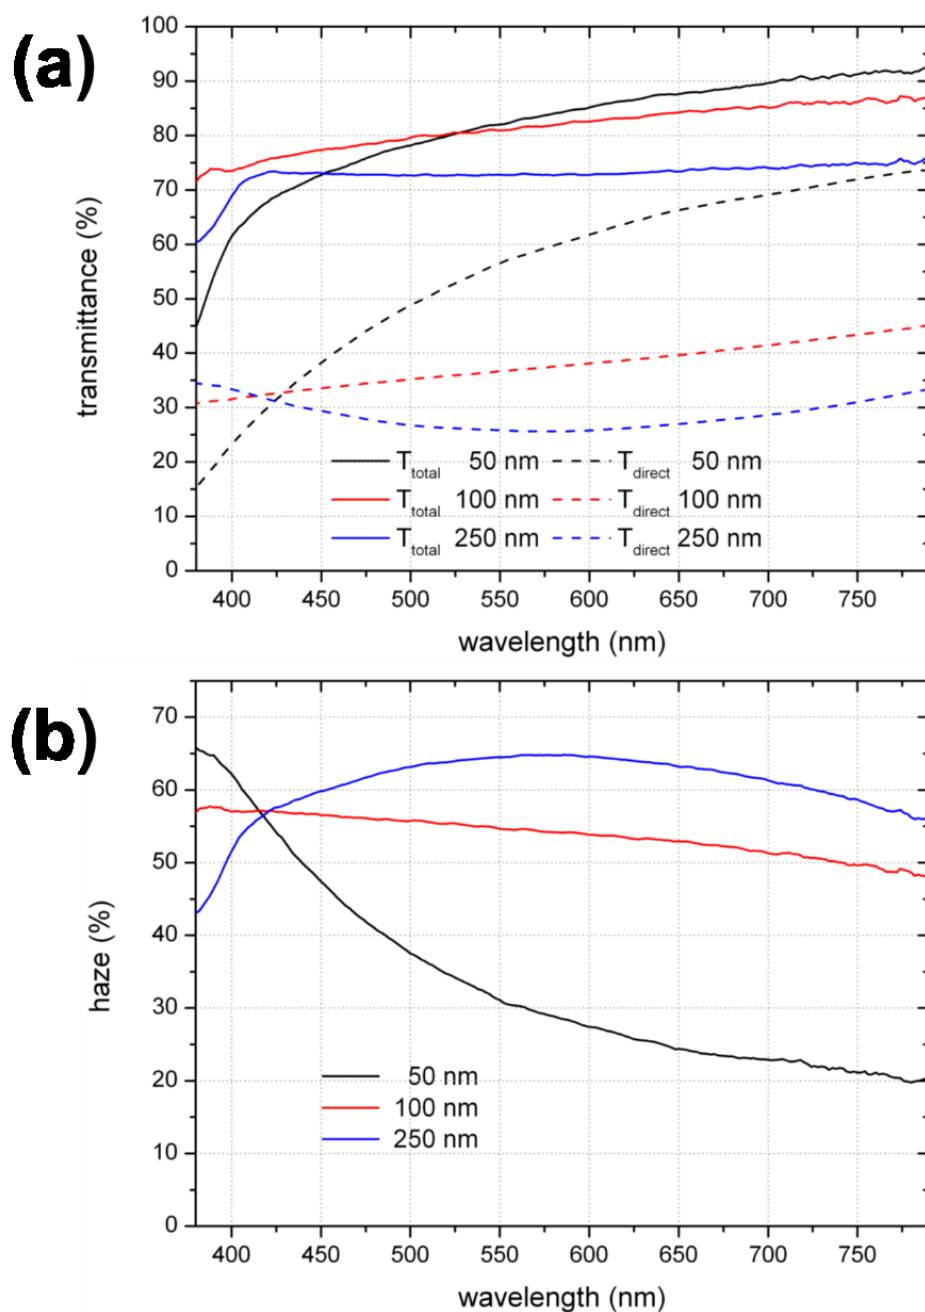 (a)
100
90
80
70
60
50
40
30
20
10
0
transmittance (%)
T_total 50 nm T_direct 50 nm
T_total 100 nm T_direct 100 nm
T_total 250 nm T_direct 250 nm
400 450 500 550 600 650 700 750
wavelength (nm)
(b)
70
60
50
40
30
20
10
0
haze (%)
50 nm
100 nm
250 nm
400 450 500 550 600 650 700 750
wavelength (nm)